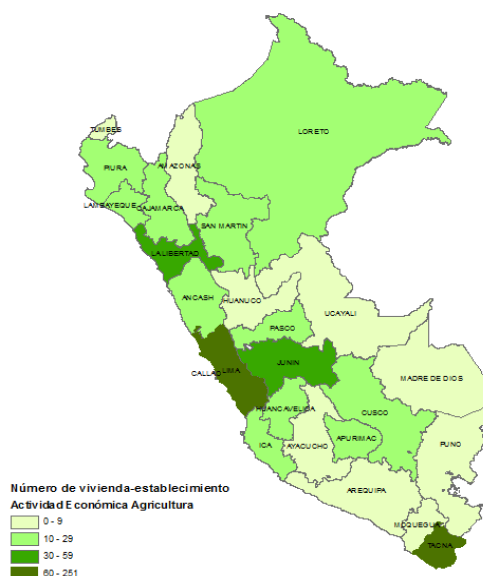 TUMBES
LORETO
PIURA
AMAZONAS
LAMBAYEQUE
CAJAMARCA
SAN MARTIN
LA LIBERTAD
ANCASH
HUANUCO
UCAYALI
PASCO
CALLAO
LIMA
JUNIN
MADRE DE DIOS
HUANCAVELICA
CUSCO
ICA
AYACUCHO
APURIMAC
PUNO
AREQUIPA
MOQUEGUA
TACNA
Número de vivienda-establecimiento
Actividad Económica Agricultura
0 - 9
10 - 29
30 - 59
60 - 251